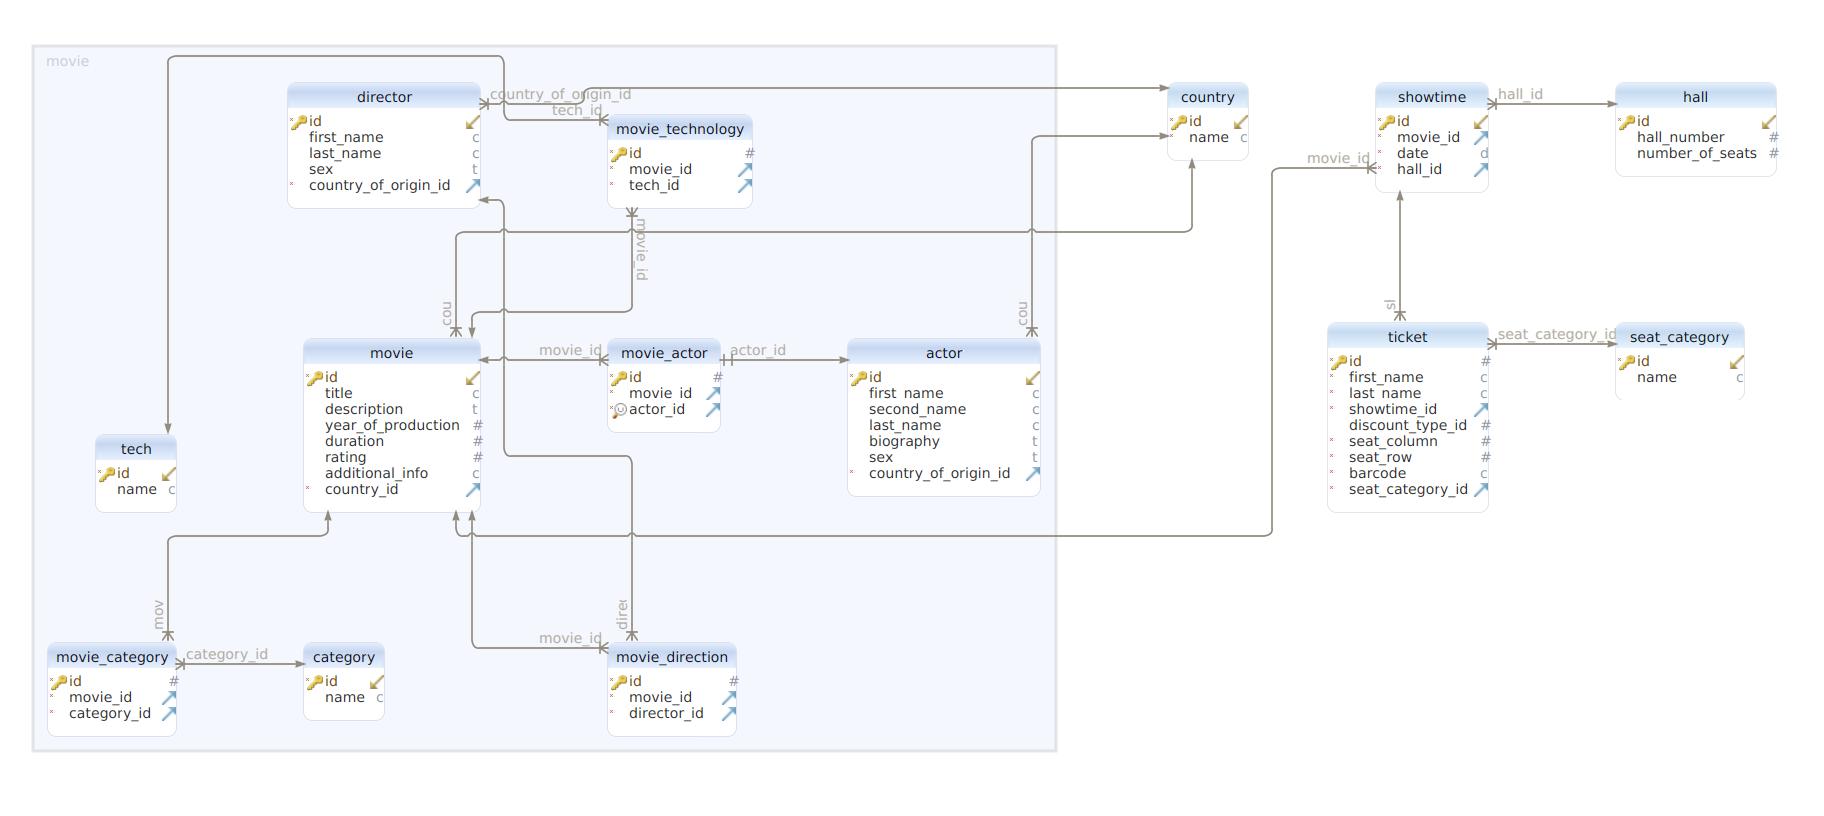 movie
director
id
first_name c
last_name c
sex t
country_of_origin_id
country_of_origin_id
tech_id
movie_technology
id #
movie_id
tech_id
movie_id
country
id
name c
showtime
id
movie_id
date d
hall_id
hall_id
movie_id
hall
id
hall_number #
number_of_seats #
cou
cou
sl
movie
id
title c
description t
year_of_production #
duration #
rating #
additional_info c
country_id
movie_id
movie_actor
id #
movie_id
actor_id
actor_id
actor
id
first_name c
second_name c
last_name c
biography t
sex t
country_of_origin_id
ticket
id #
first_name c
last_name c
showtime_id
discount_type_id #
seat_column #
seat_row #
barcode c
seat_category_id
seat_category_id
seat_category
id
name c
tech
id
name c
mov
movie_category
id #
movie_id
category_id
category_id
category
id
name c
movie_id
direc
movie_direction
id #
movie_id
director_id